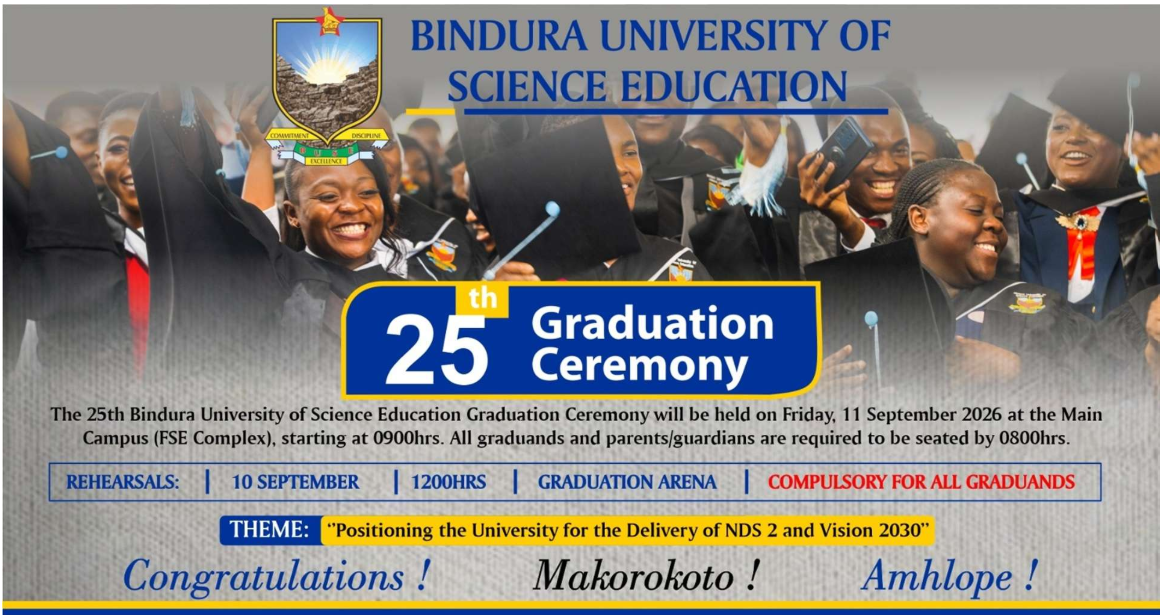 BINDURA UNIVERSITY OF
SCIENCE EDUCATION
COMMITMENT
DISCIPLINE
BUSE
EXCELLENCE
25th Graduation
Ceremony
The 25th Bindura University of Science Education Graduation Ceremony will be held on Friday, 11 September 2026 at the Main
Campus (FSE Complex), starting at 0900hrs. All graduands and parents/guardians are required to be seated by 0800hrs.
REHEARSALS: | 10 SEPTEMBER | 1200HRS | GRADUATION ARENA | COMPULSORY FOR ALL GRADUANDS
THEME: "Positioning the University for the Delivery of NDS 2 and Vision 2030"
Congratulations ! Makorokoto ! Amhlope !